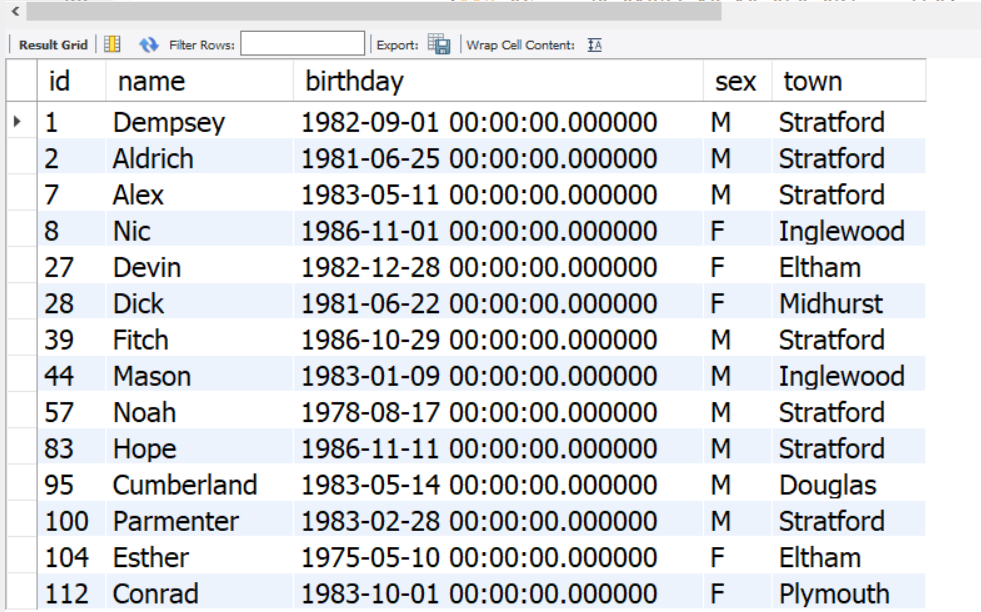 Result Grid Filter Rows: Export: Wrap Cell Content: IA
id name birthday sex town
1 Dempsey 1982-09-01 00:00:00.000000 M Stratford
2 Aldrich 1981-06-25 00:00:00.000000 M Stratford
7 Alex 1983-05-11 00:00:00.000000 M Stratford
8 Nic 1986-11-01 00:00:00.000000 F Inglewood
27 Devin 1982-12-28 00:00:00.000000 F Eltham
28 Dick 1981-06-22 00:00:00.000000 F Midhurst
39 Fitch 1986-10-29 00:00:00.000000 M Stratford
44 Mason 1983-01-09 00:00:00.000000 M Inglewood
57 Noah 1978-08-17 00:00:00.000000 M Stratford
83 Hope 1986-11-11 00:00:00.000000 M Stratford
95 Cumberland 1983-05-14 00:00:00.000000 M Douglas
100 Parmenter 1983-02-28 00:00:00.000000 M Stratford
104 Esther 1975-05-10 00:00:00.000000 F Eltham
112 Conrad 1983-10-01 00:00:00.000000 F Plymouth